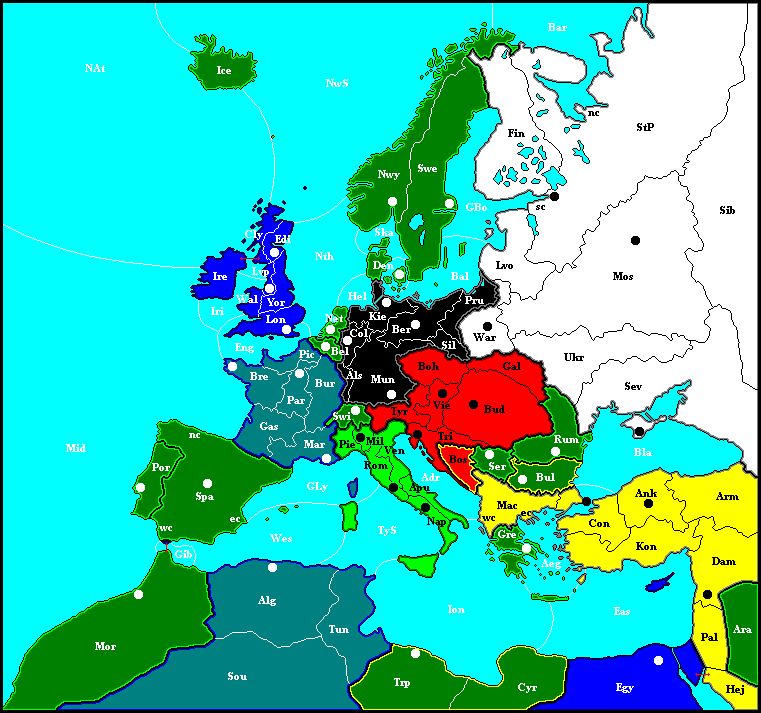 Bar
NAt
Ice
NwS
nc
StP
Fin
Swe
Nwy
sc
GBo
Sib
Cly
Edi
Ska
Nth
Lvo
Den
Mos
Ire
Lvp
Bal
Wal
Yor
Hel
Pru
Iri
Lon
Net
Kie
Ber
Col
War
Eng
Bel
Sil
Pic
Ukr
Bre
Bur
Als
Mun
Boh
Gal
Sev
Par
Swi
Tyr
Vie
Bud
Gas
nc
Mar
Pie
Mil
Ven
Tri
Rum
Mid
Bla
Rom
Bos
Ser
Por
Adr
Bul
Spa
GLy
Apu
Ank
Arm
ec
Nap
Mac
ec
wc
Con
wc
Wes
TyS
Gre
Kon
Gib
Aeg
Dam
Alg
Ion
Eas
Tun
Ara
Mor
Pal
Sou
Trp
Cyr
Egy
Hej